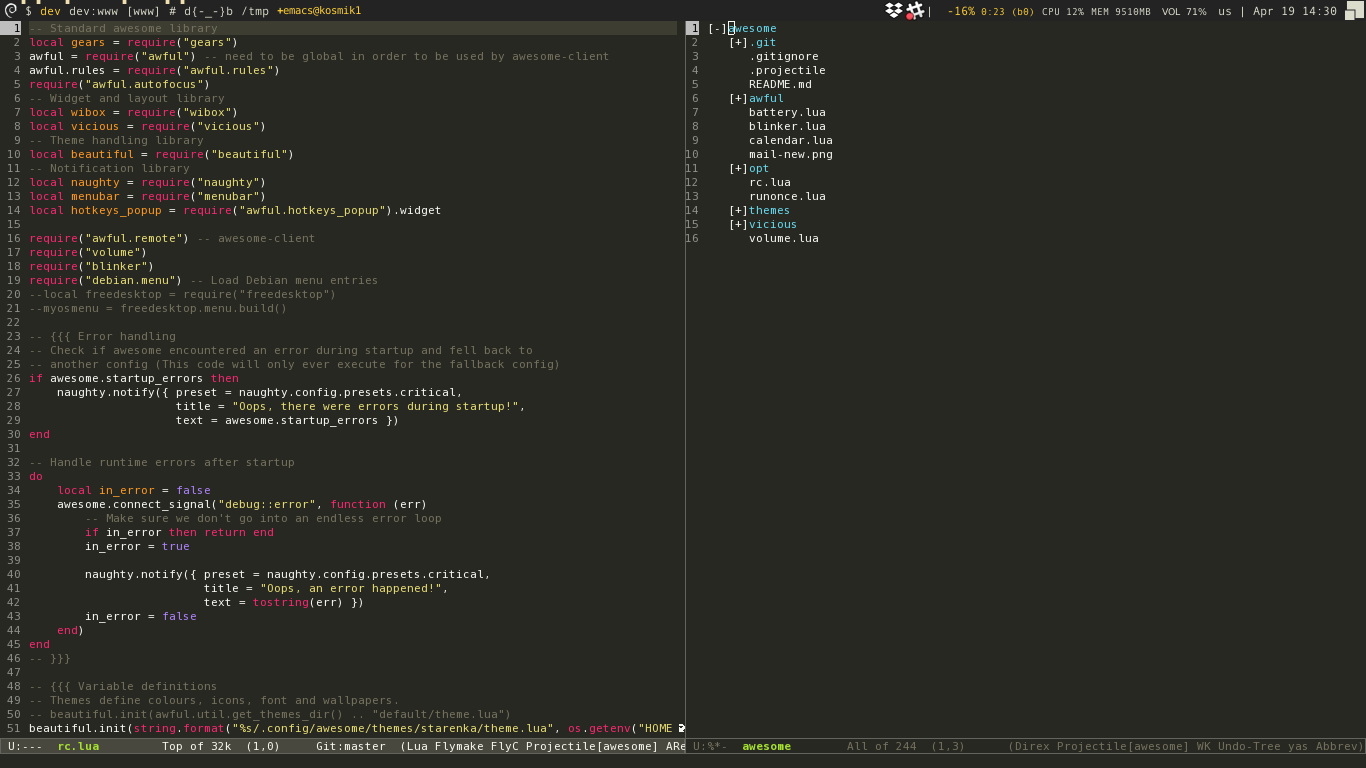 $ dev dev:www [www] # d{-_-}b /tmp +emacs@kosmik1 | -16% 0:23 (b0) CPU 12% MEM 9510MB VOL 71% us | Apr 19 14:30
1 -- Standard awesome library
2 local gears = require("gears")
3 awful = require("awful") -- need to be global in order to be used by awesome-client
4 awful.rules = require("awful.rules")
5 require("awful.autofocus")
6 -- Widget and layout library
7 local wibox = require("wibox")
8 local vicious = require("vicious")
9 -- Theme handling library
10 local beautiful = require("beautiful")
11 -- Notification library
12 local naughty = require("naughty")
13 local menubar = require("menubar")
14 local hotkeys_popup = require("awful.hotkeys_popup").widget
15
16 require("awful.remote") -- awesome-client
17 require("volume")
18 require("blinker")
19 require("debian.menu") -- Load Debian menu entries
20 --local freedesktop = require("freedesktop")
21 --myosmenu = freedesktop.menu.build()
22
23 -- {{{ Error handling
24 -- Check if awesome encountered an error during startup and fell back to
25 -- another config (This code will only ever execute for the fallback config)
26 if awesome.startup_errors then
27     naughty.notify({ preset = naughty.config.presets.critical,
28                      title = "Oops, there were errors during startup!",
29                      text = awesome.startup_errors })
30 end
31
32 -- Handle runtime errors after startup
33 do
34     local in_error = false
35     awesome.connect_signal("debug::error", function (err)
36         -- Make sure we don't go into an endless error loop
37         if in_error then return end
38         in_error = true
39
40         naughty.notify({ preset = naughty.config.presets.critical,
41                          title = "Oops, an error happened!",
42                          text = tostring(err) })
43         in_error = false
44     end)
45 end
46 -- }}}
47
48 -- {{{ Variable definitions
49 -- Themes define colours, icons, font and wallpapers.
50 -- beautiful.init(awful.util.get_themes_dir() .. "default/theme.lua")
51 beautiful.init(string.format("%s/.config/awesome/themes/starenka/theme.lua", os.getenv("HOME
U:--- rc.lua Top of 32k (1,0) Git:master (Lua Flymake FlyC Projectile[awesome] ARe
1 [-]awesome
2 [+].git
3 .gitignore
4 .projectile
5 README.md
6 [+]awful
7 battery.lua
8 blinker.lua
9 calendar.lua
10 mail-new.png
11 [+]opt
12 rc.lua
13 runonce.lua
14 [+]themes
15 [+]vicious
16 volume.lua
U:%*- awesome All of 244 (1,3) (Direx Projectile[awesome] WK Undo-Tree yas Abbrev)